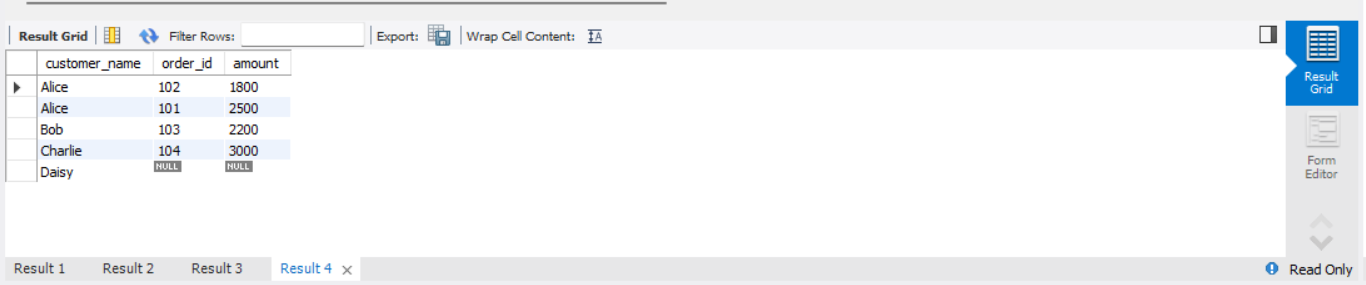 Result Grid Filter Rows: Export: Wrap Cell Content: IA
customer_name order_id amount
Alice 102 1800
Alice 101 2500
Bob 103 2200
Charlie 104 3000
Daisy NULL NULL
Result
Grid
Form
Editor
Result 1 Result 2 Result 3 Result 4 × Read Only